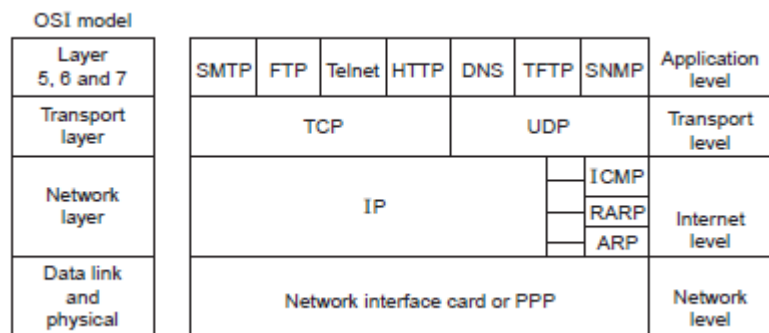 OSI model
Layer
5, 6 and 7
SMTP FTP Telnet HTTP DNS TFTP SNMP
Application
level
Transport
layer
TCP UDP
Transport
level
Network
layer
IP
ICMP
RARP
ARP
Internet
level
Data link
and
physical
Network interface card or PPP
Network
level